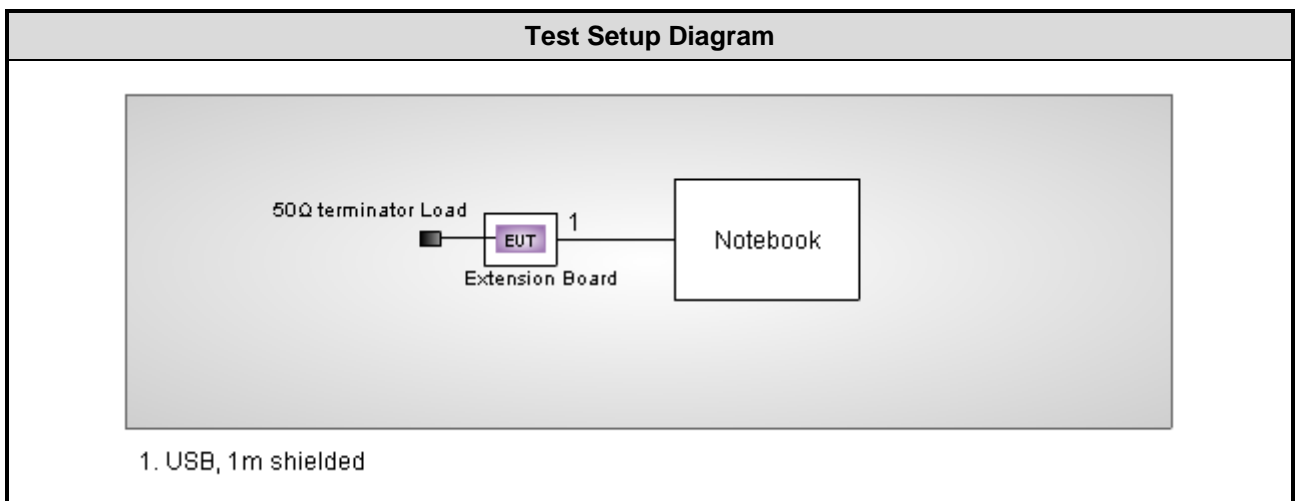 Test Setup Diagram
50Ω terminator Load
1
EUT
Notebook
Extension Board
1. USB, 1m shielded